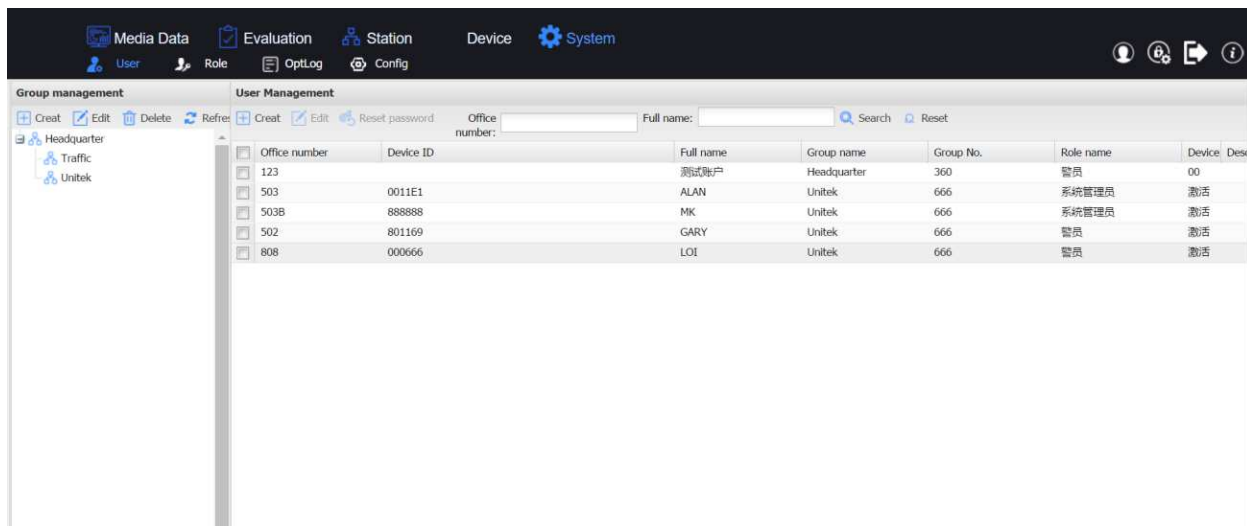 Media Data Evaluation Station Device System
User Role OptLog Config
Group management User Management
Creat Edit Delete Refre Creat Edit Reset password Office number: Full name: Search Reset
Headquarter
Traffic
Unitek
Office number Device ID Full name Group name Group No. Role name Device Desc
123 测试账户 Headquarter 360 警员 00
503 0011E1 ALAN Unitek 666 系统管理员 激活
503B 888888 MK Unitek 666 系统管理员 激活
502 801169 GARY Unitek 666 警员 激活
808 000666 LOI Unitek 666 警员 激活